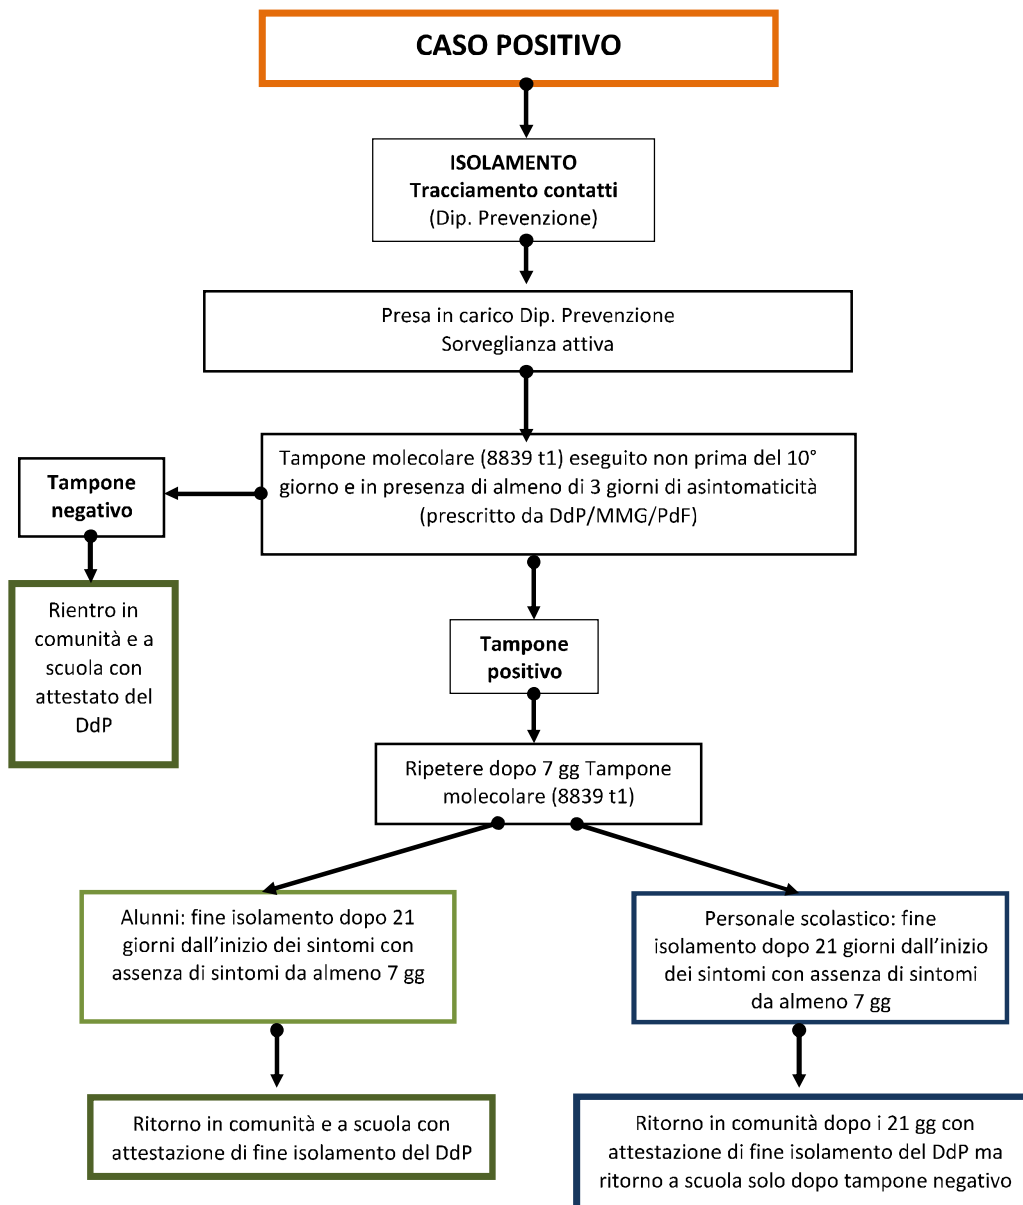 CASO POSITIVO
ISOLAMENTO
Tracciamento contatti
(Dip. Prevenzione)
Presa in carico Dip. Prevenzione
Sorveglianza attiva
Tampone molecolare (8839 t1) eseguito non prima del 10°
giorno e in presenza di almeno di 3 giorni di asintomaticità
(prescritto da DdP/MMG/PdF)
Tampone
negativo
Rientro in
comunità e a
scuola con
attestato del
DdP
Tampone
positivo
Ripetere dopo 7 gg Tampone
molecolare (8839 t1)
Alunni: fine isolamento dopo 21
giorni dall'inizio dei sintomi con
assenza di sintomi da almeno 7 gg
Personale scolastico: fine
isolamento dopo 21 giorni dall'inizio
dei sintomi con assenza di sintomi
da almeno 7 gg
Ritorno in comunità e a scuola con
attestazione di fine isolamento del DdP
Ritorno in comunità dopo i 21 gg con
attestazione di fine isolamento del DdP ma
ritorno a scuola solo dopo tampone negativo